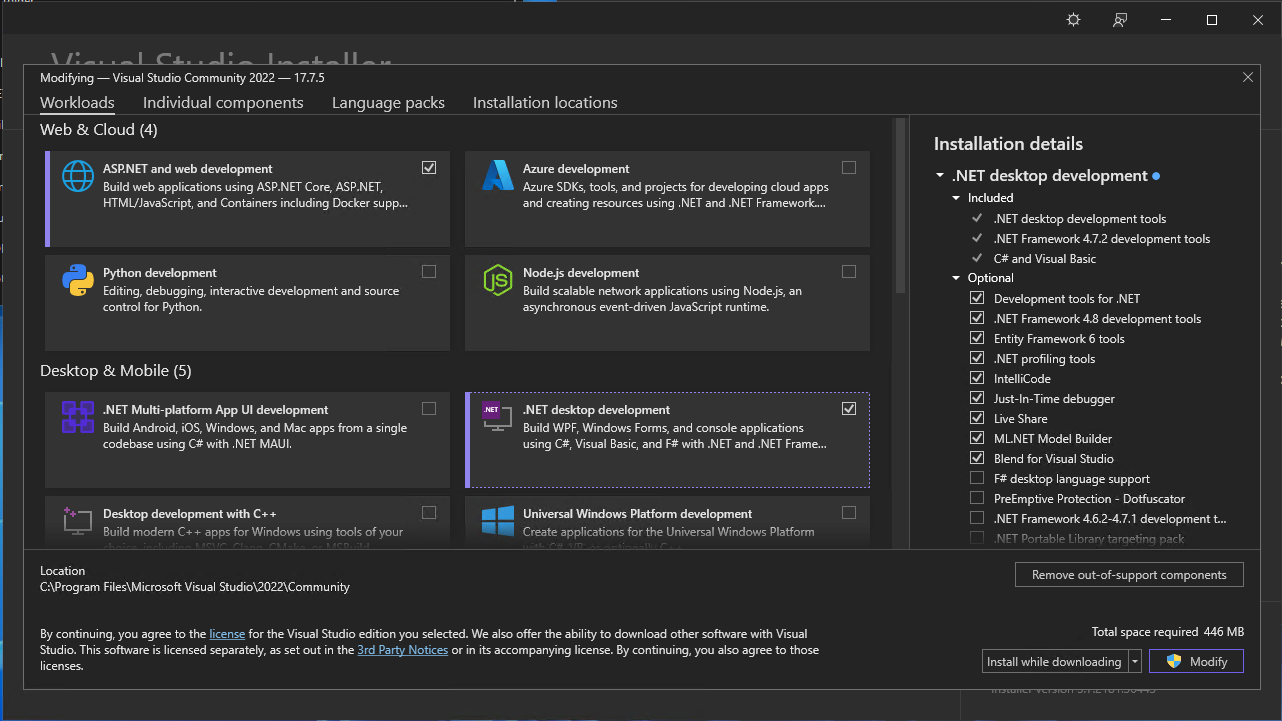 Visual Studio Installer
Modifying — Visual Studio Community 2022 — 17.7.5
Workloads
Individual components
Language packs
Installation locations
Web & Cloud (4)
ASP.NET and web development
Build web applications using ASP.NET Core, ASP.NET,
HTML/JavaScript, and Containers including Docker supp...
Azure development
Azure SDKs, tools, and projects for developing cloud apps
and creating resources using .NET and .NET Framework....
Python development
Editing, debugging, interactive development and source
control for Python.
Node.js development
Build scalable network applications using Node.js, an
asynchronous event-driven JavaScript runtime.
Desktop & Mobile (5)
.NET Multi-platform App UI development
Build Android, iOS, Windows, and Mac apps from a single
codebase using C# with .NET MAUI.
.NET desktop development
Build WPF, Windows Forms, and console applications
using C#, Visual Basic, and F# with .NET and .NET Frame...
Desktop development with C++
Build modern C++ apps for Windows using tools of your
choice, including MSVC, Clang, CMake, or MSBuild.
Universal Windows Platform development
Create applications for the Universal Windows Platform
with C#, VB, or optionally C++.
Installation details
.NET desktop development
Included
.NET desktop development tools
.NET Framework 4.7.2 development tools
C# and Visual Basic
Optional
Development tools for .NET
.NET Framework 4.8 development tools
Entity Framework 6 tools
.NET profiling tools
IntelliCode
Just-In-Time debugger
Live Share
ML.NET Model Builder
Blend for Visual Studio
F# desktop language support
PreEmptive Protection - Dotfuscator
.NET Framework 4.6.2-4.7.1 development t...
.NET Portable Library targeting pack
Location
C:\Program Files\Microsoft Visual Studio\2022\Community
Remove out-of-support components
By continuing, you agree to the license for the Visual Studio edition you selected. We also offer the ability to download other software with Visual
Studio. This software is licensed separately, as set out in the 3rd Party Notices or in its accompanying license. By continuing, you also agree to those
licenses.
Total space required 446 MB
Install while downloading
Modify